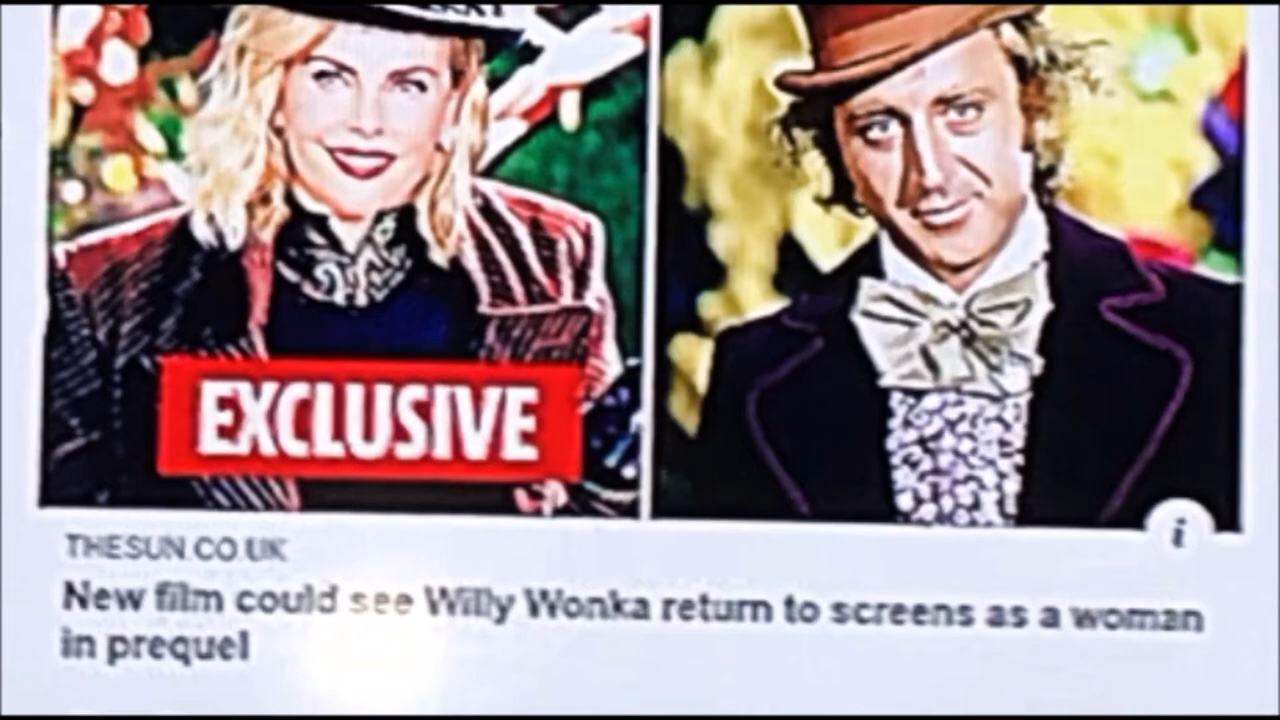 EXCLUSIVE
THESUN.CO.UK
New film could see Willy Wonka return to screens as a woman
in prequel